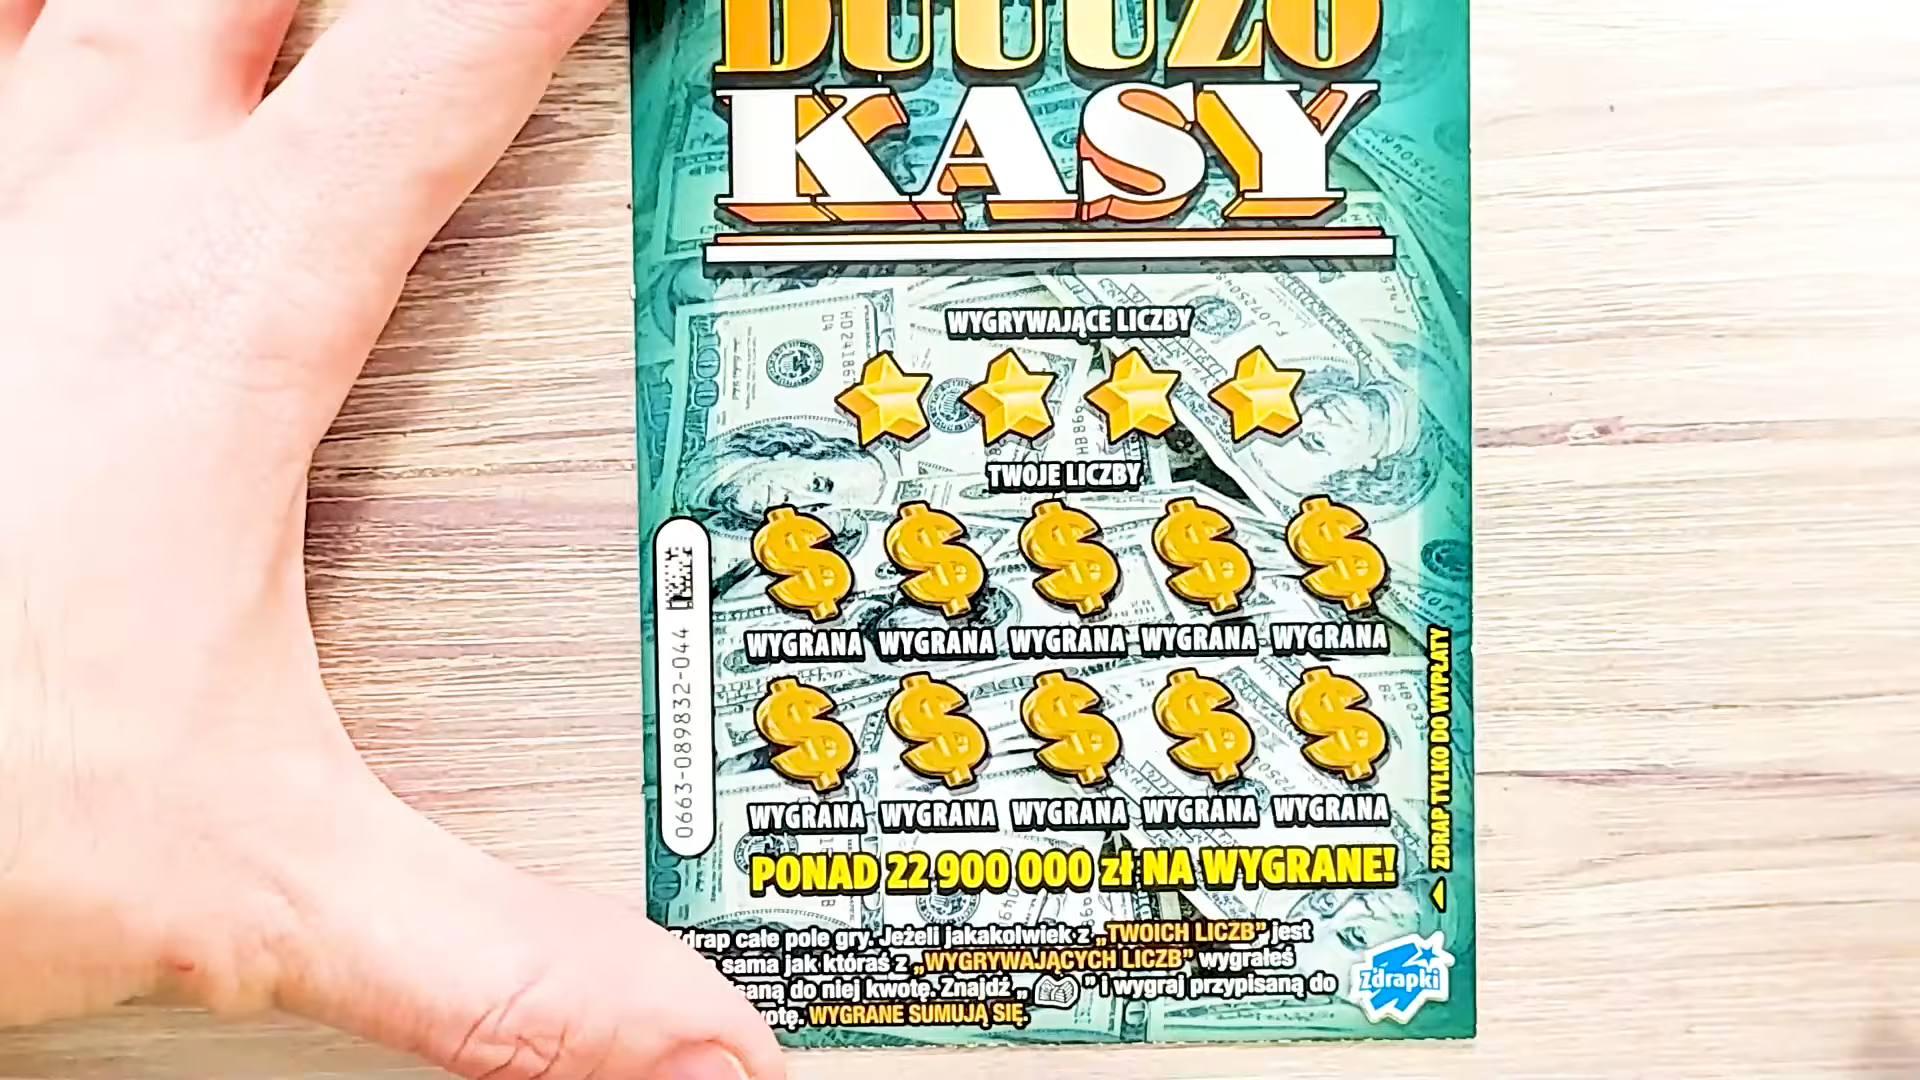 DUUUŻO
KASY
WYGRYWAJĄCE LICZBY
TWOJE LICZBY
WYGRANA WYGRANA WYGRANA WYGRANA WYGRANA
WYGRANA WYGRANA WYGRANA WYGRANA WYGRANA
0663-089832-044
ZDRAP TYLKO DO WYPŁATY
PONAD 22 900 000 zł NA WYGRANE!
Zdrap całe pole gry. Jeżeli jakakolwiek z „TWOICH LICZB” jest
sama jak któraś z „WYGRYWAJĄCYCH LICZB” wygrałeś
saną do niej kwotę. Znajdź „ ” i wygraj przypisaną do
WYGRANE SUMUJĄ SIĘ.
Zdrapki